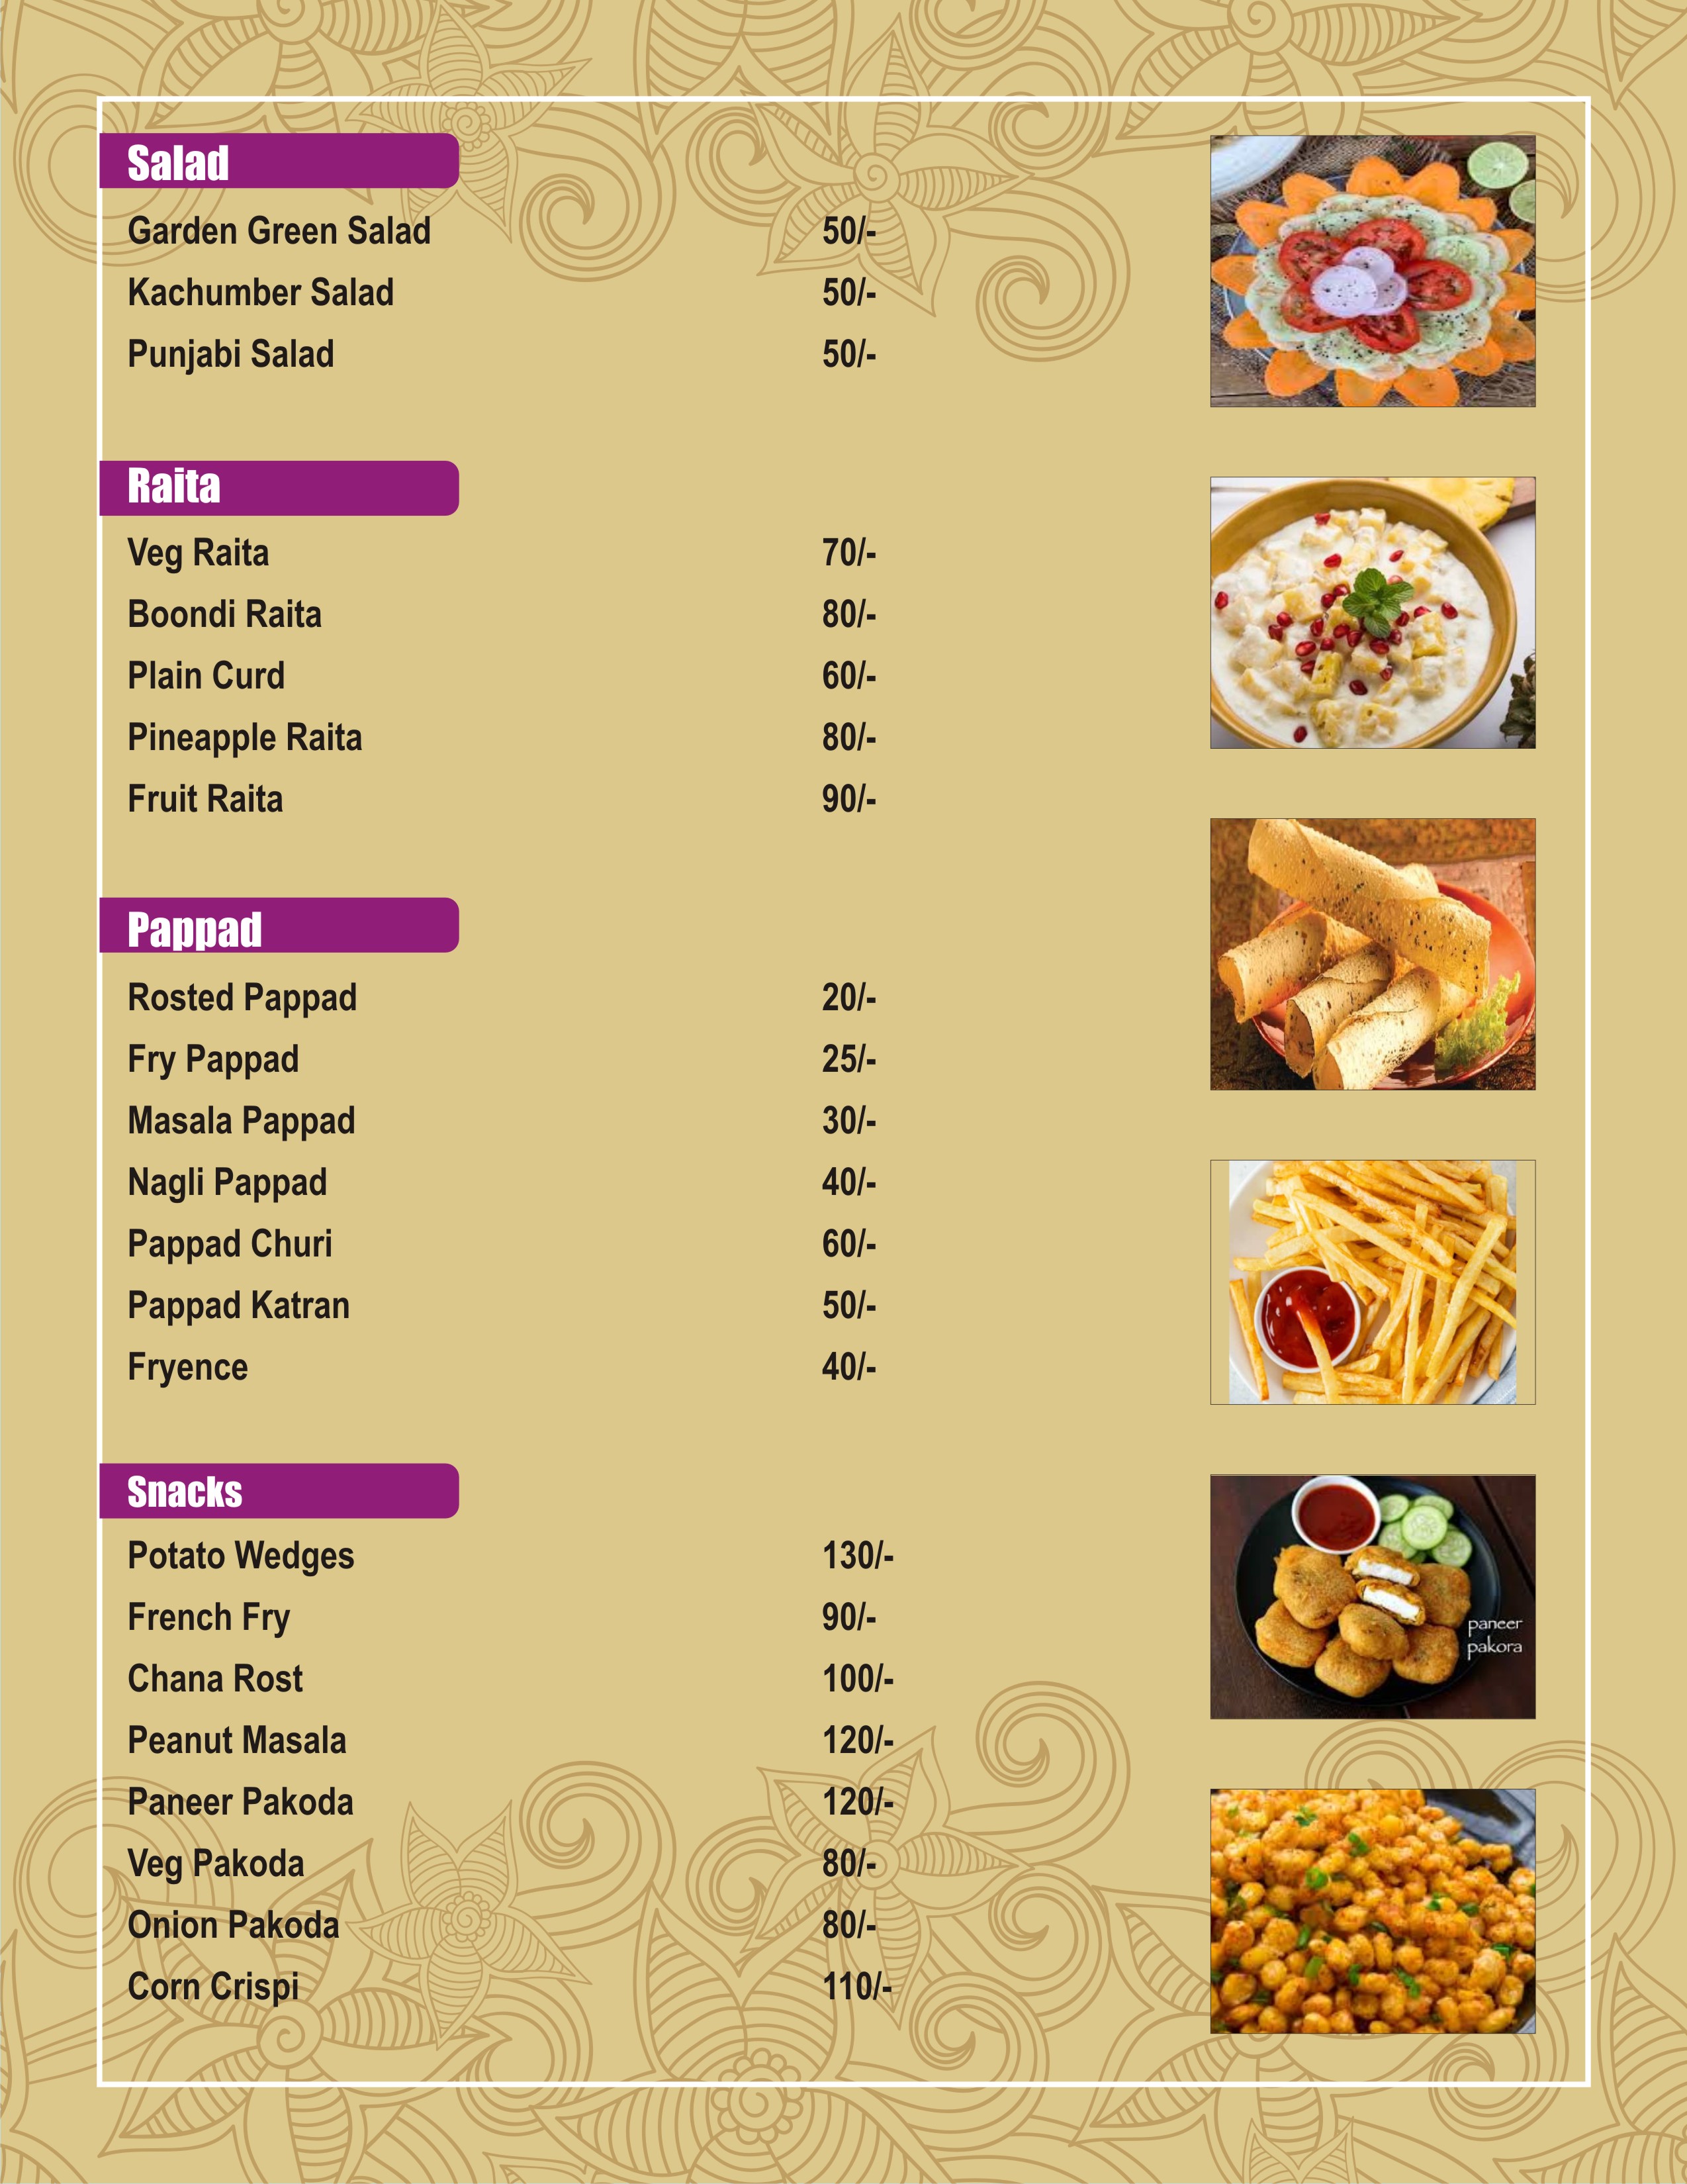 Salad
Garden Green Salad 50/-
Kachumber Salad 50/-
Punjabi Salad 50/-
Raita
Veg Raita 70/-
Boondi Raita 80/-
Plain Curd 60/-
Pineapple Raita 80/-
Fruit Raita 90/-
Pappad
Rosted Pappad 20/-
Fry Pappad 25/-
Masala Pappad 30/-
Nagli Pappad 40/-
Pappad Churi 60/-
Pappad Katran 50/-
Fryence 40/-
Snacks
Potato Wedges 130/-
French Fry 90/-
Chana Rost 100/-
Peanut Masala 120/-
Paneer Pakoda 120/-
Veg Pakoda 80/-
Onion Pakoda 80/-
Corn Crispi 110/-
paneer
pakora